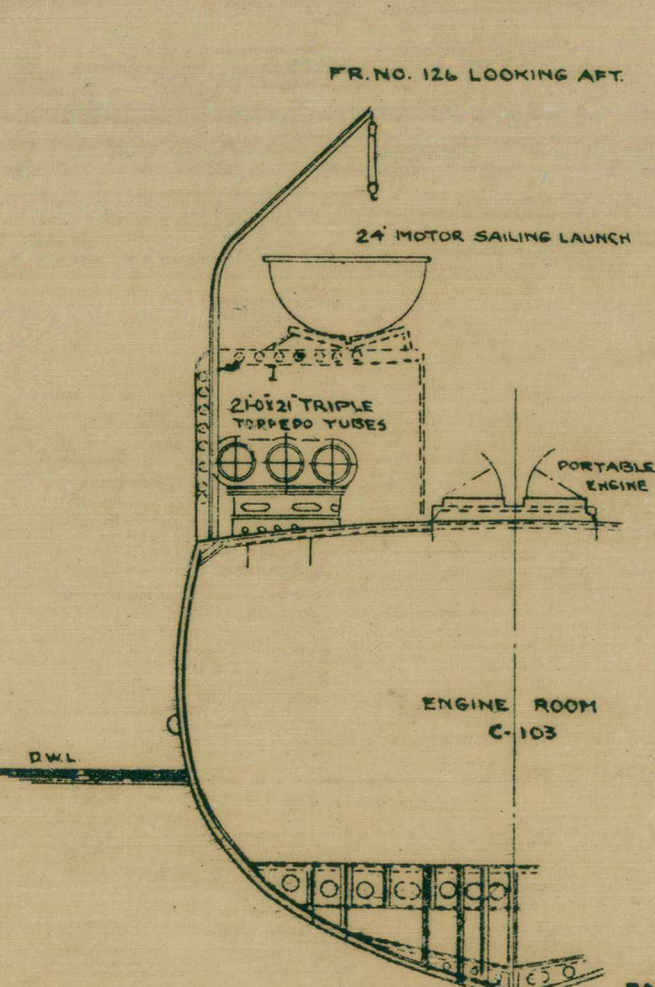 FR. NO. 126 LOOKING AFT.
24' MOTOR SAILING LAUNCH
21'-0"X21" TRIPLE
TORPEDO TUBES
PORTABLE
ENGINE
ENGINE ROOM
C-103
D.W.L.